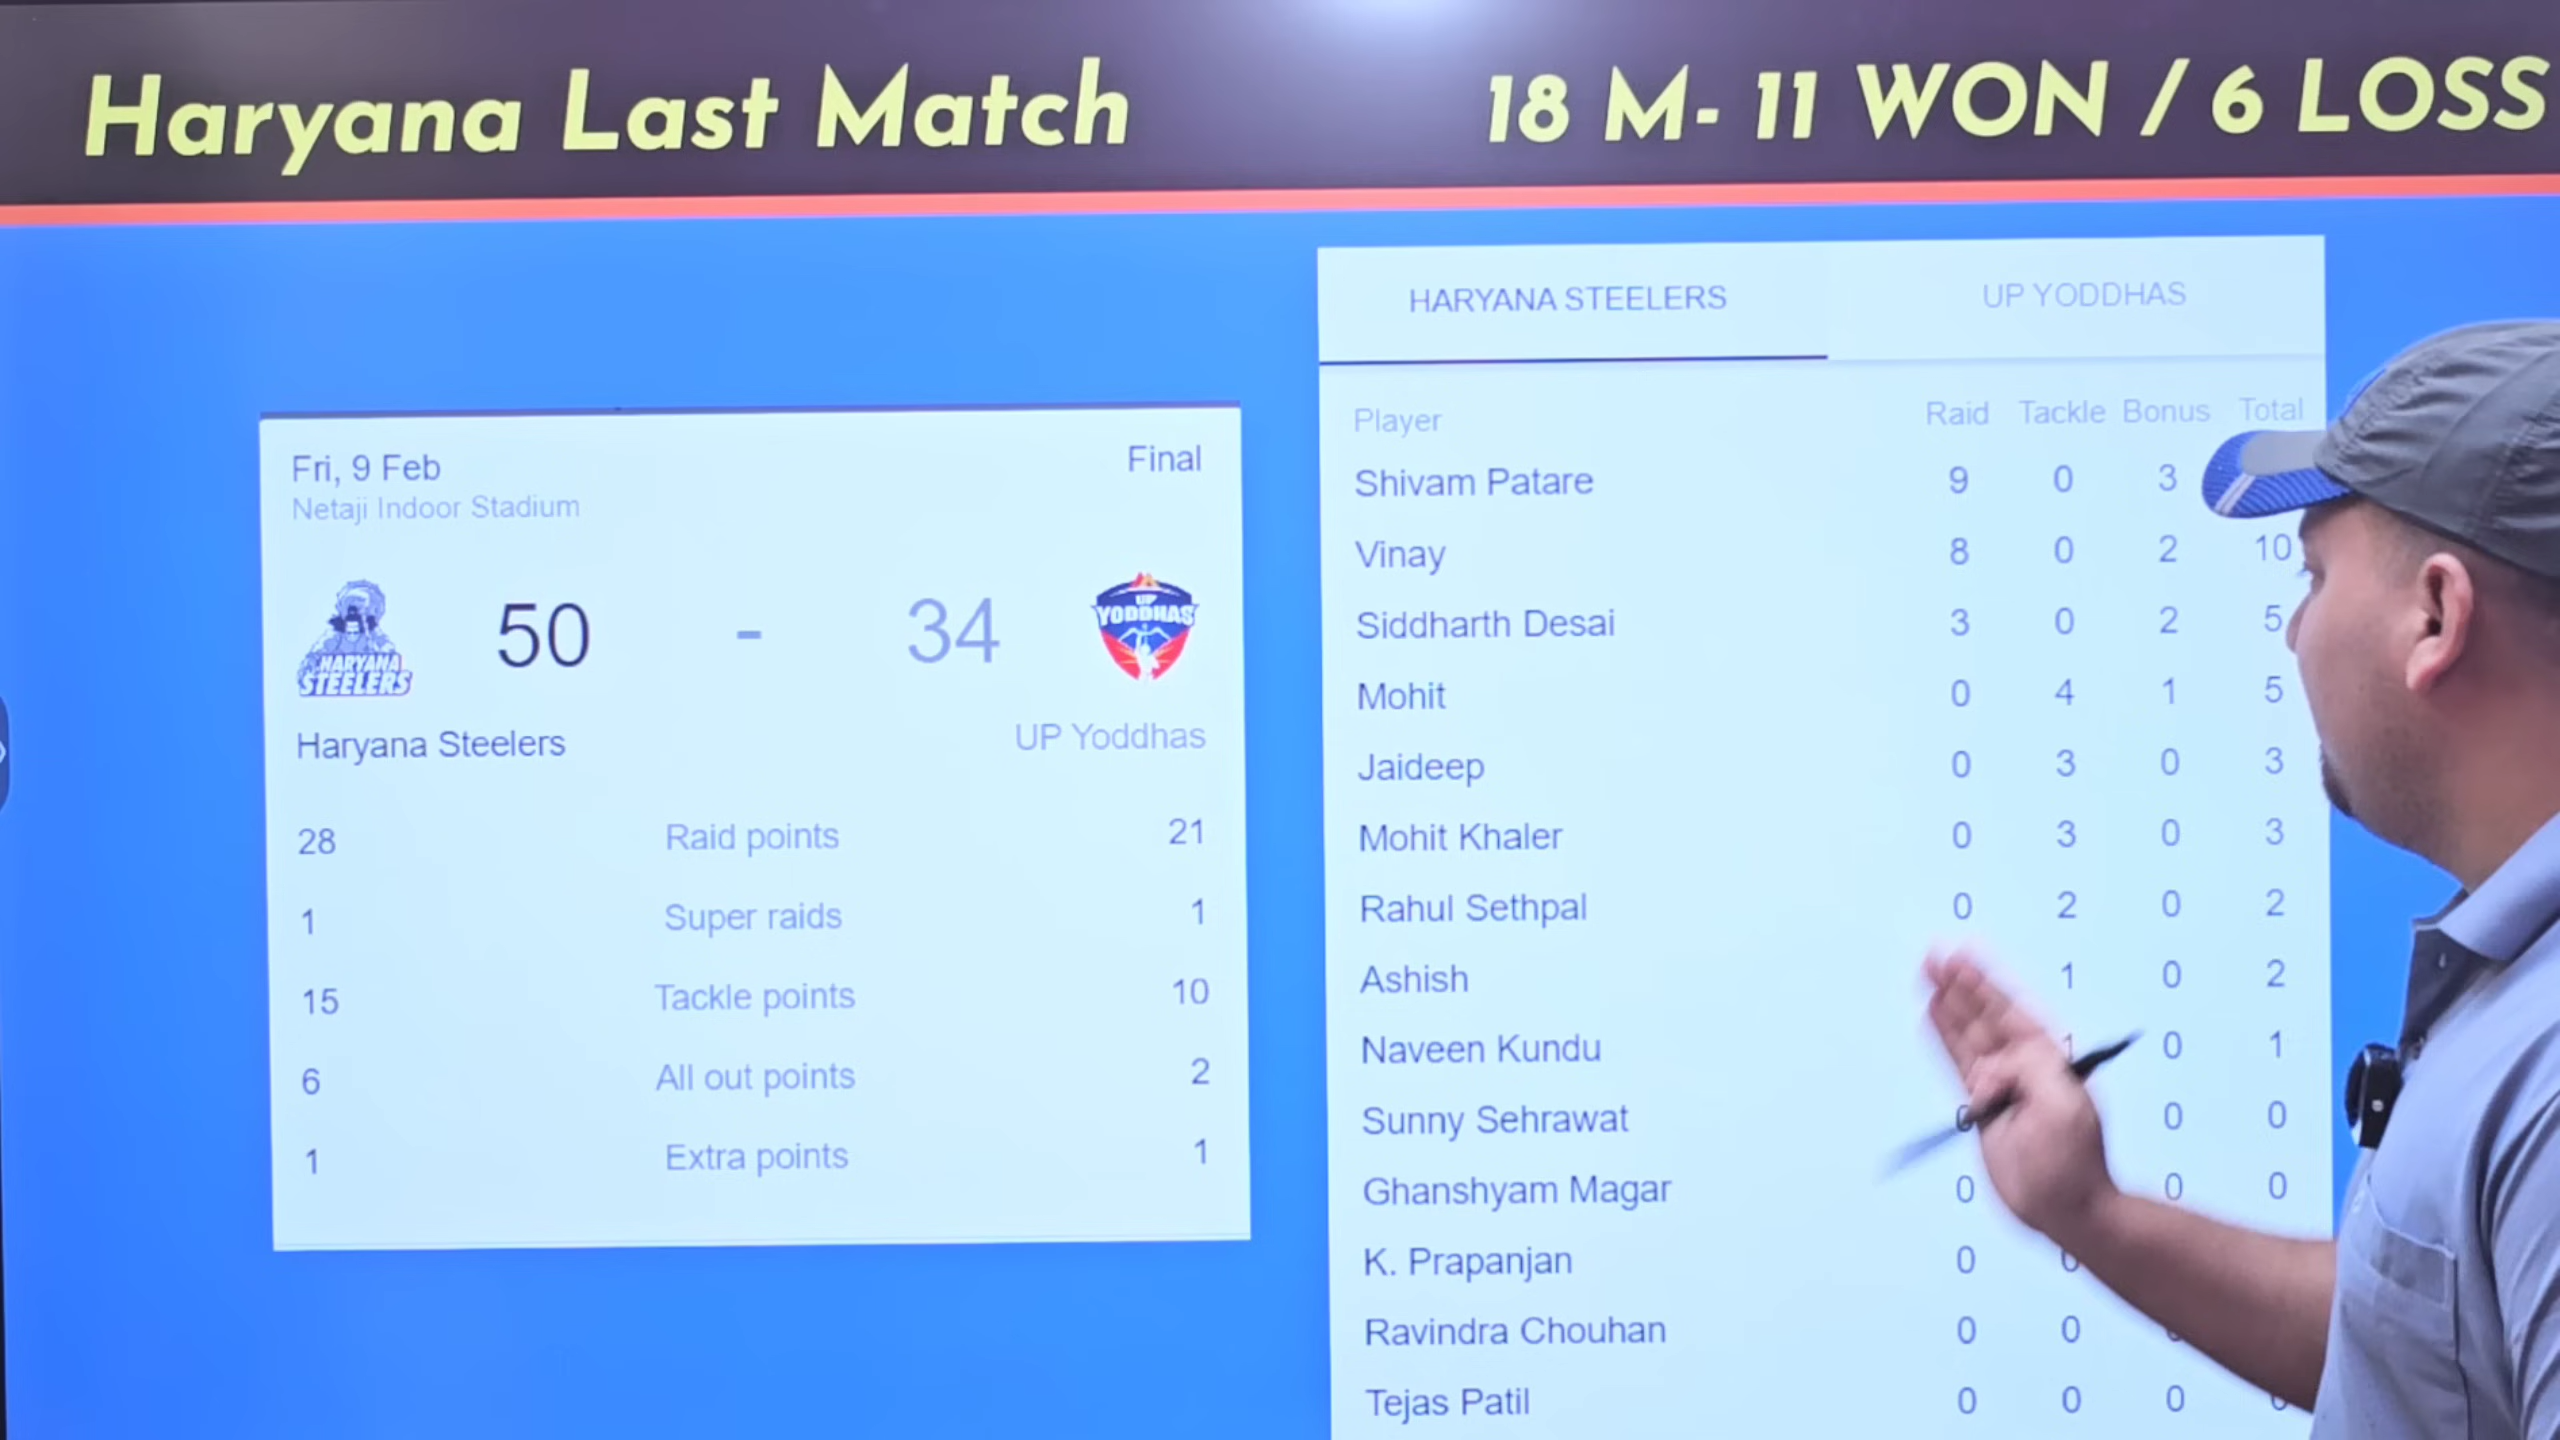 Haryana Last Match
18 M- 11 WON / 6 LOSS
Fri, 9 Feb
Final
Netaji Indoor Stadium
HARYANA STEELERS
50 - 34
UP YODDHAS
Haryana Steelers
UP Yoddhas
28 Raid points 21
1 Super raids 1
15 Tackle points 10
6 All out points 2
1 Extra points 1
HARYANA STEELERS
UP YODDHAS
Player Raid Tackle Bonus Total
Shivam Patare 9 0 3
Vinay 8 0 2 10
Siddharth Desai 3 0 2 5
Mohit 0 4 1 5
Jaideep 0 3 0 3
Mohit Khaler 0 3 0 3
Rahul Sethpal 0 2 0 2
Ashish 1 0 2
Naveen Kundu 0 1
Sunny Sehrawat 0 0
Ghanshyam Magar 0 0 0
K. Prapanjan 0
Ravindra Chouhan 0 0
Tejas Patil 0 0 0